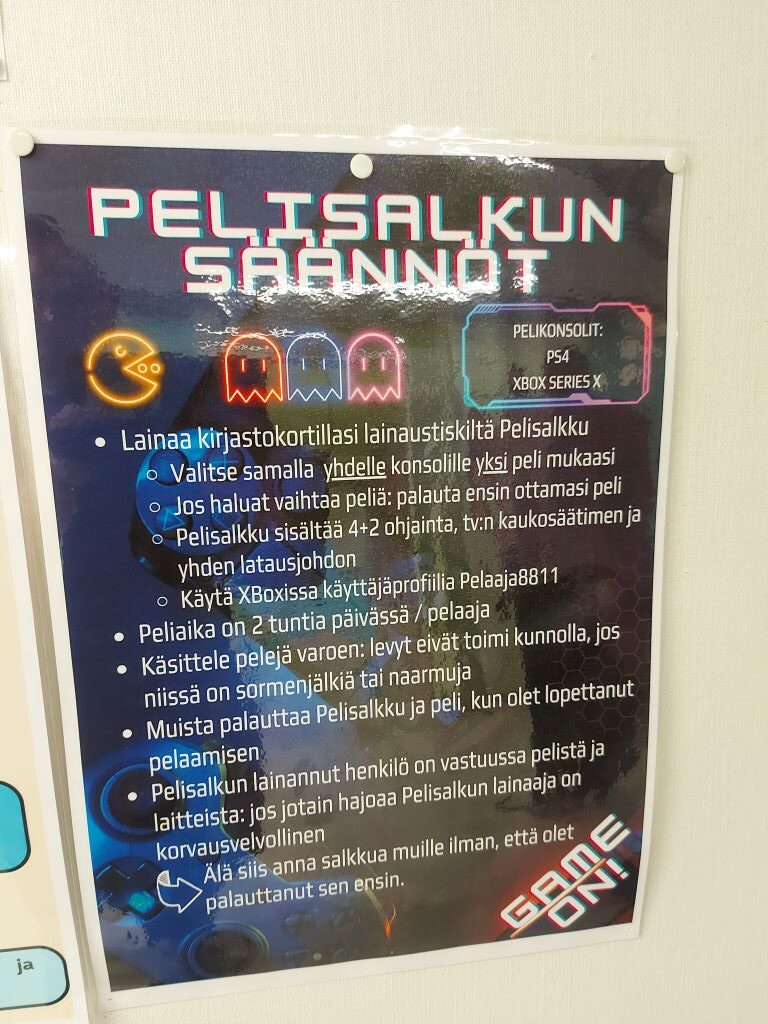 PELISALKUN
SÄÄNNÖT
PELIKONSOLIT:
PS4
XBOX SERIES X
• Lainaa kirjastokortillasi lainaustiskiltä Pelisalkku
○ Valitse samalla yhdelle konsolille yksi peli mukaasi
○ Jos haluat vaihtaa peliä: palauta ensin ottamasi peli
○ Pelisalkku sisältää 4+2 ohjainta, tv:n kaukosäätimen ja
yhden latausjohdon
○ Käytä XBoxissa käyttäjäprofiilia Pelaaja8811
• Peliaika on 2 tuntia päivässä / pelaaja
• Käsittele pelejä varoen: levyt eivät toimi kunnolla, jos
niissä on sormenjälkiä tai naarmuja
• Muista palauttaa Pelisalkku ja peli, kun olet lopettanut
pelaamisen
• Pelisalkun lainannut henkilö on vastuussa pelistä ja
laitteista: jos jotain hajoaa Pelisalkun lainaaja on
korvausvelvollinen
Älä siis anna salkkua muille ilman, että olet
palauttanut sen ensin.
GAME
ON!
ja